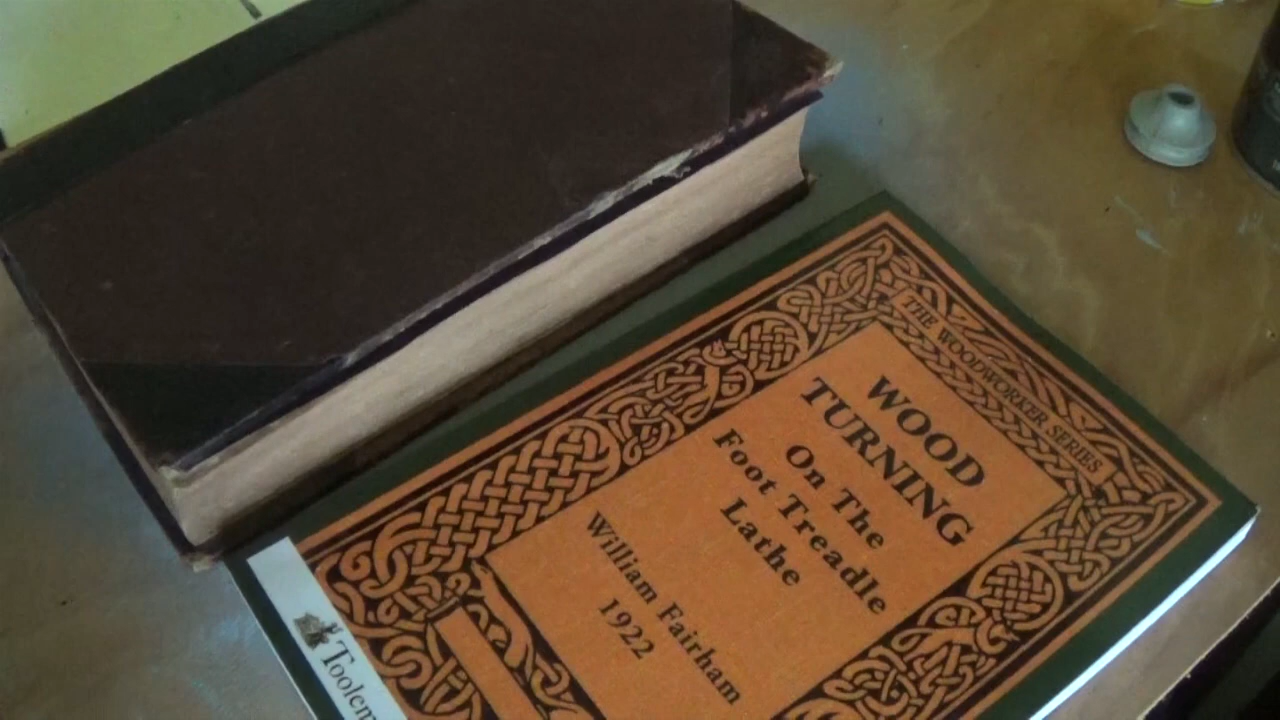 THE WOODWORKER SERIES
WOOD
TURNING
On The
Foot Treadle
Lathe
William Fairham
1922
Toolem